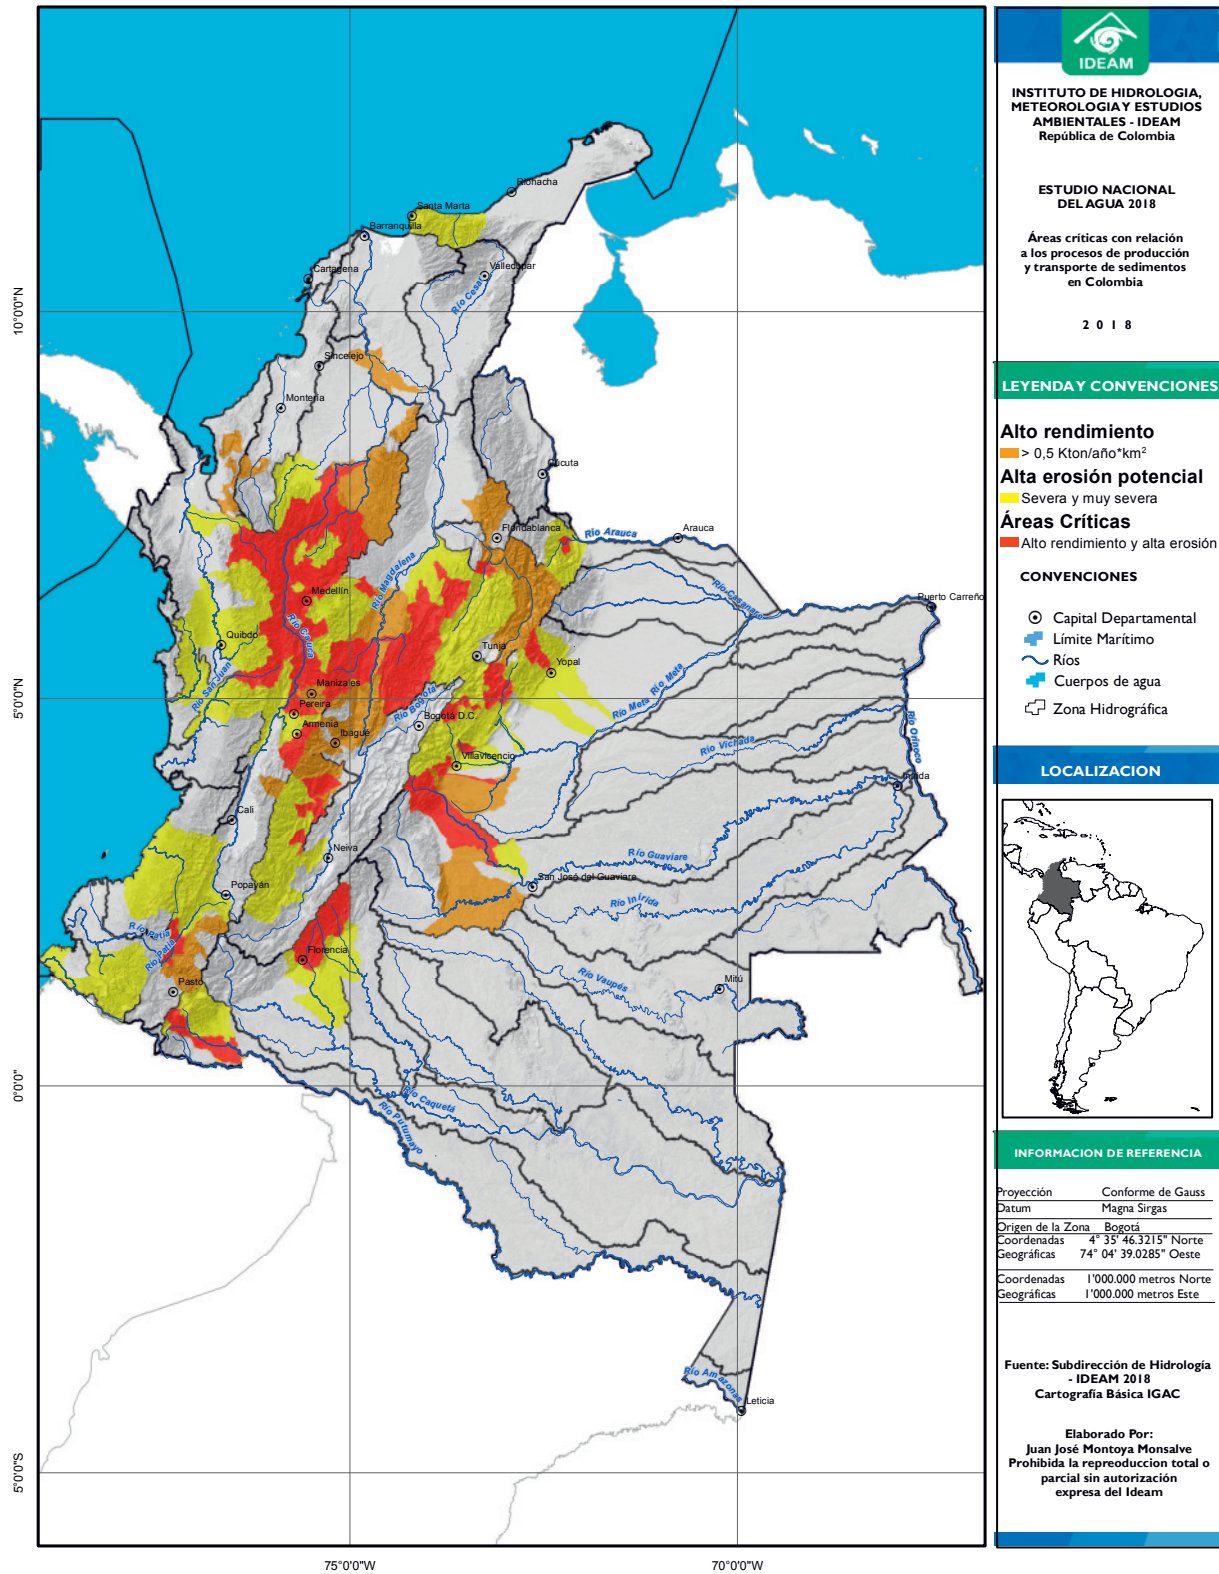 Riohacha
Santa Marta
Barranquilla
Cartagena
Valledupar
Río Cesar
10°0'0"N
Sincelejo
Montería
Cúcuta
Floridablanca
Río Arauca
Arauca
Río Magdalena
Río Casanare
Puerto Carreño
Medellín
Río Cauca
Quibdo
Tunja
Yopal
Río San Juan
Manizales
Río Meta
Río Meta
5°0'0"N
Pereira
Río Bogotá
Armenia
Bogotá D.C.
Ibagué
Río Vichada
Río Orinoco
Villavicencio
Inírida
Cali
Neiva
Río Guaviare
San José del Guaviare
Popayán
Río Inírida
Río Patía
Río Patía
Florencia
Río Vaupés
Mitú
Pasto
0°0'0"
Río Caquetá
Río Putumayo
Río Amazonas
Leticia
5°0'0"S
75°0'0"W
70°0'0"W
IDEAM
INSTITUTO DE HIDROLOGIA,
METEOROLOGIA Y ESTUDIOS
AMBIENTALES - IDEAM
República de Colombia
ESTUDIO NACIONAL
DEL AGUA 2018
Áreas críticas con relación
a los procesos de producción
y transporte de sedimentos
en Colombia
2 0 1 8
LEYENDA Y CONVENCIONES
Alto rendimiento
> 0,5 Kton/año*km²
Alta erosión potencial
Severa y muy severa
Áreas Críticas
Alto rendimiento y alta erosión
CONVENCIONES
Capital Departamental
Límite Marítimo
Ríos
Cuerpos de agua
Zona Hidrográfica
LOCALIZACION
INFORMACION DE REFERENCIA
Proyección Conforme de Gauss
Datum Magna Sirgas
Origen de la Zona Bogotá
Coordenadas 4° 35' 46.3215" Norte
Geográficas 74° 04' 39.0285" Oeste
Coordenadas 1'000.000 metros Norte
Geográficas 1'000.000 metros Este
Fuente: Subdirección de Hidrología
- IDEAM 2018
Cartografía Básica IGAC
Elaborado Por:
Juan José Montoya Monsalve
Prohibida la repreoduccion total o
parcial sin autorización
expresa del Ideam